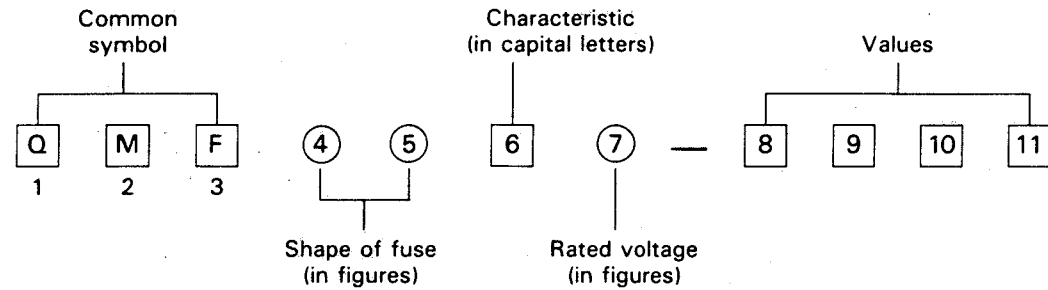 Common
symbol
Characteristic
(in capital letters)
Values
Q M F 4 5 6 7 — 8 9 10 11
1 2 3
Shape of fuse
(in figures)
Rated voltage
(in figures)